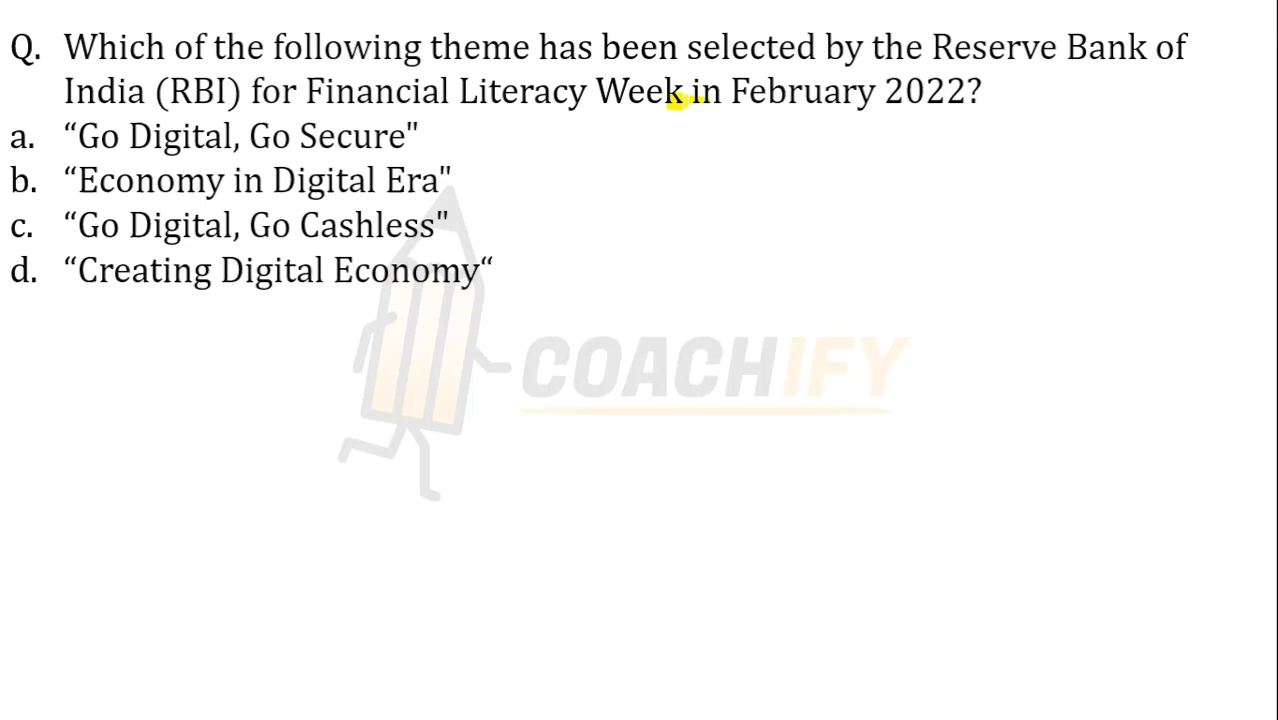 Q. Which of the following theme has been selected by the Reserve Bank of
India (RBI) for Financial Literacy Week in February 2022?
a. “Go Digital, Go Secure"
b. “Economy in Digital Era"
c. “Go Digital, Go Cashless"
d. “Creating Digital Economy“
COACHIFY